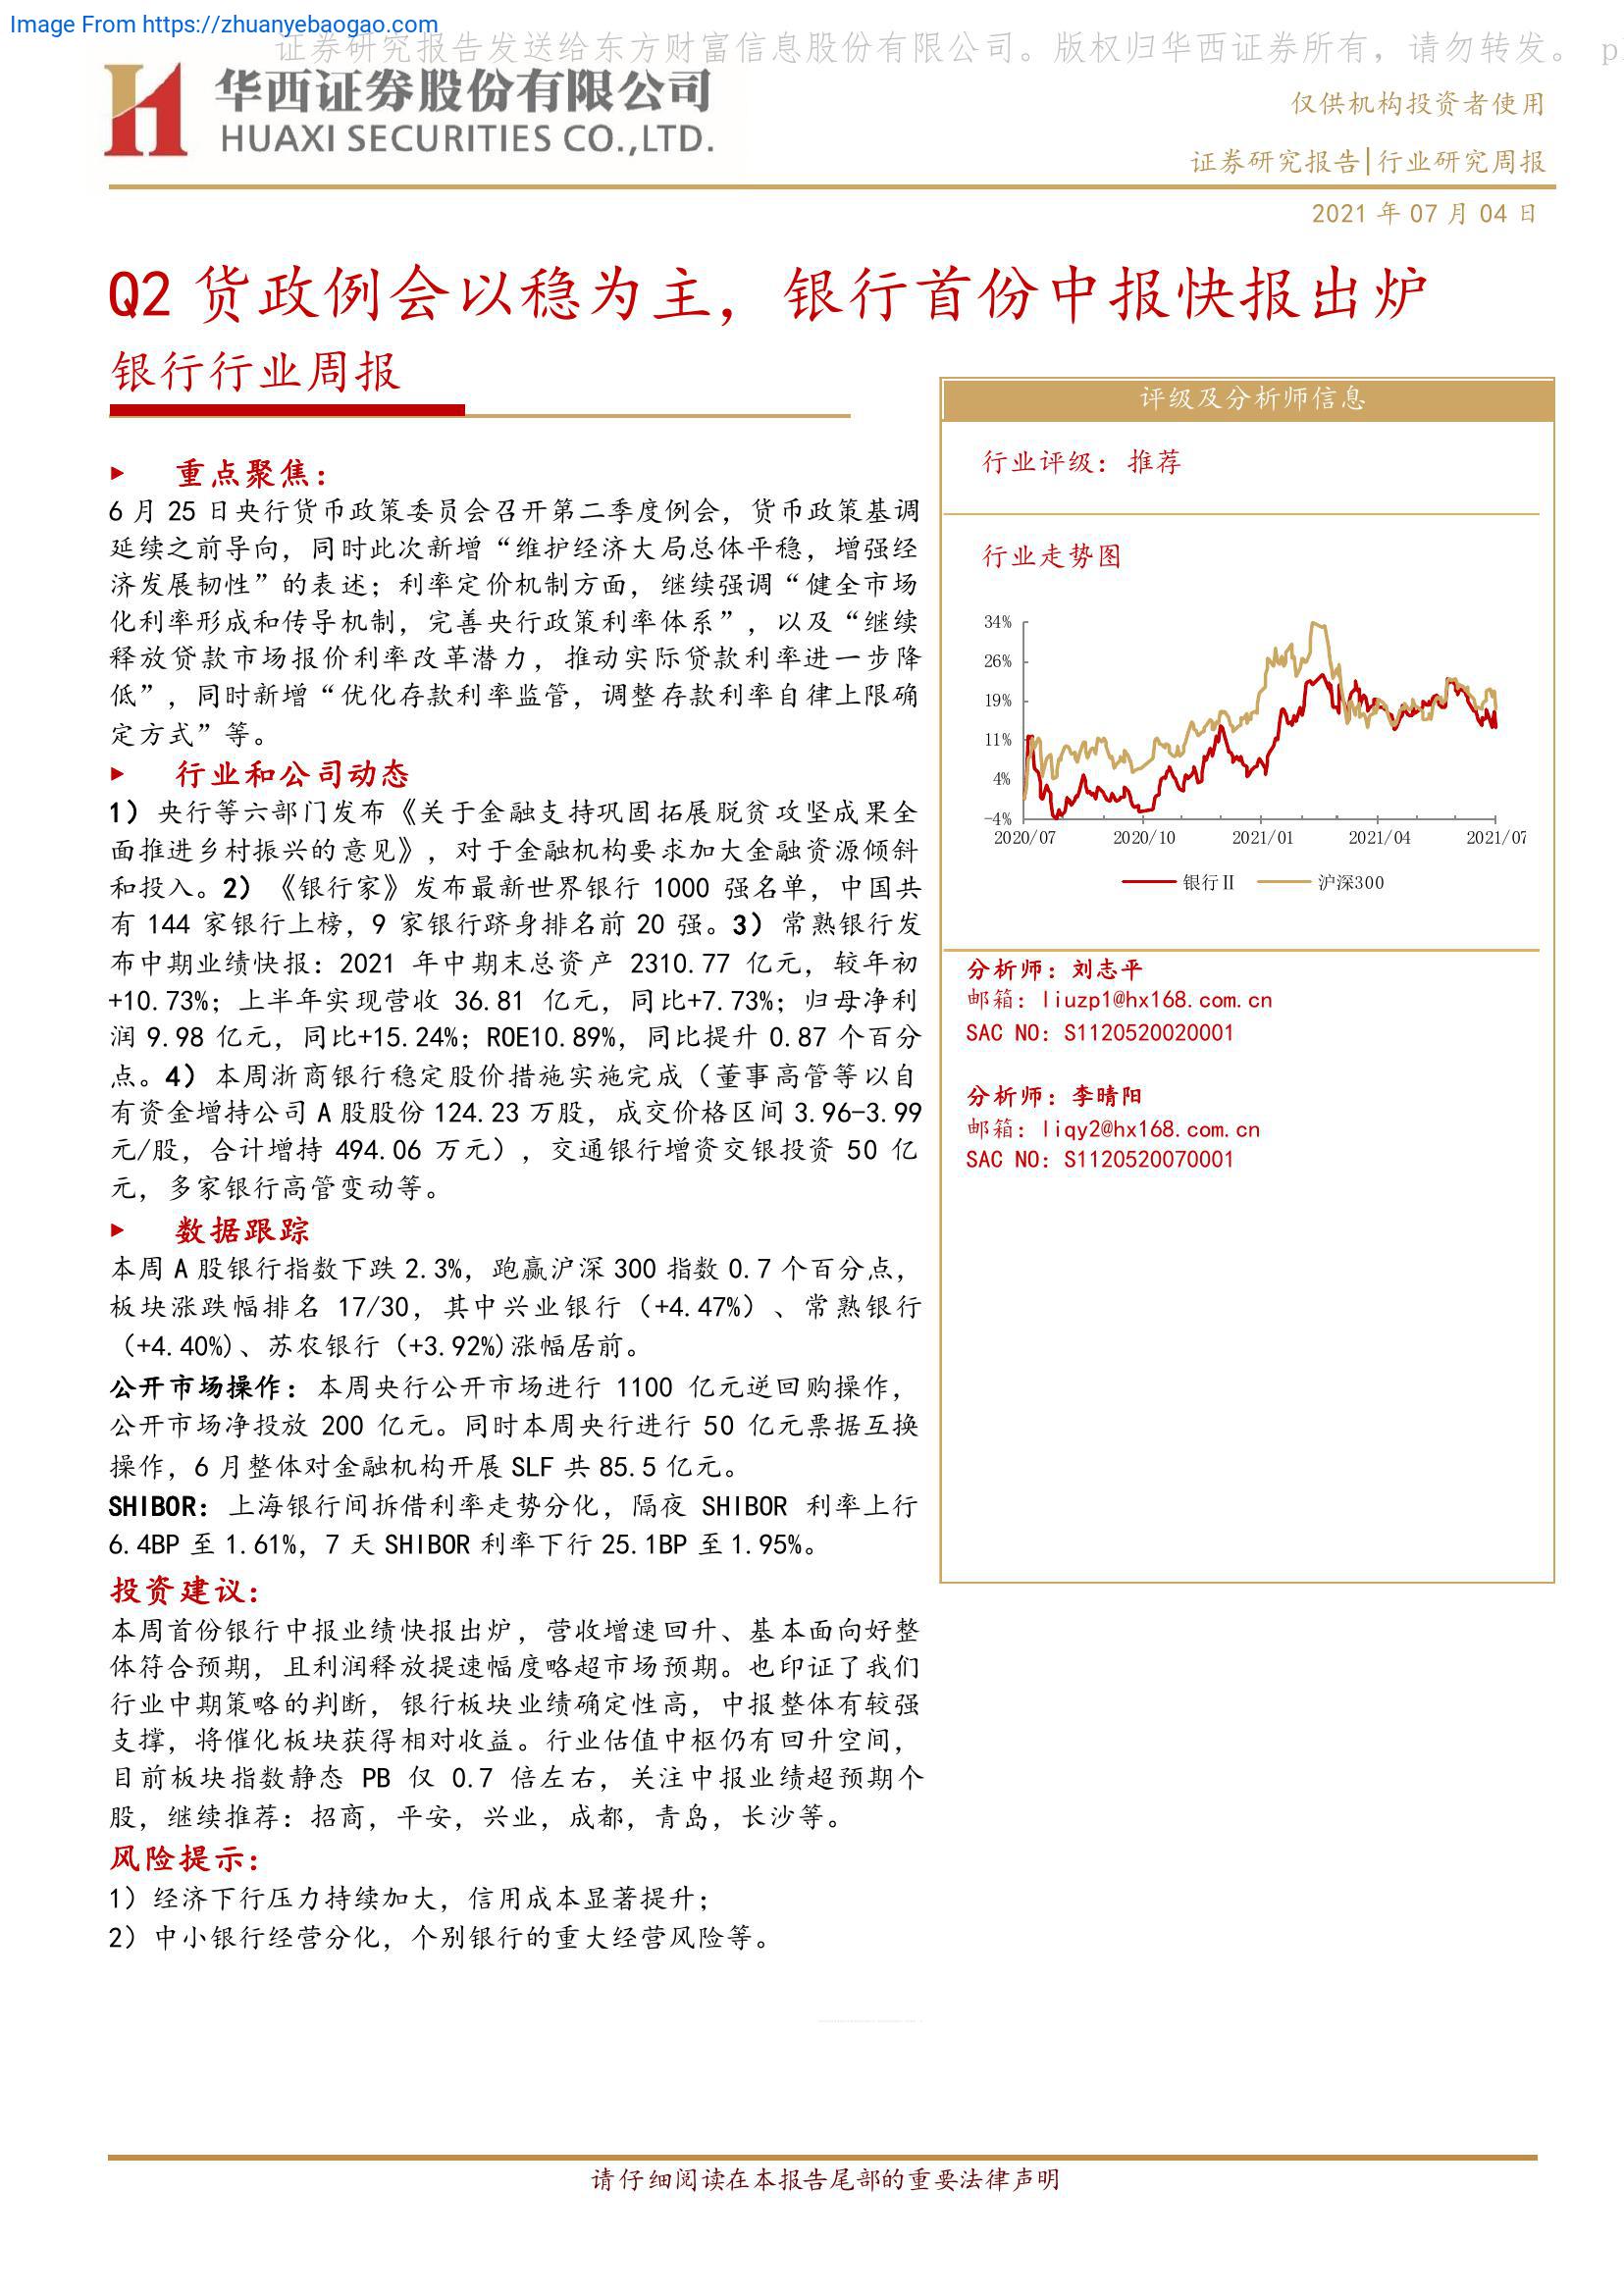 Image From https://zhuanyebaogao.com
证券研究报告发送给东方财富信息股份有限公司。版权归华西证券所有，请勿转发。 p
华西证券股份有限公司
HUAXI SECURITIES CO.,LTD.
仅供机构投资者使用
证券研究报告|行业研究周报
2021 年 07 月 04 日
Q2 货政例会以稳为主，银行首份中报快报出炉
银行行业周报
重点聚焦：
6 月 25 日央行货币政策委员会召开第二季度例会，货币政策基调
延续之前导向，同时此次新增“维护经济大局总体平稳，增强经
济发展韧性”的表述；利率定价机制方面，继续强调“健全市场
化利率形成和传导机制，完善央行政策利率体系”，以及“继续
释放贷款市场报价利率改革潜力，推动实际贷款利率进一步降
低”，同时新增“优化存款利率监管，调整存款利率自律上限确
定方式”等。
行业和公司动态
1）央行等六部门发布《关于金融支持巩固拓展脱贫攻坚成果全
面推进乡村振兴的意见》，对于金融机构要求加大金融资源倾斜
和投入。2）《银行家》发布最新世界银行 1000 强名单，中国共
有 144 家银行上榜，9 家银行跻身排名前 20 强。3）常熟银行发
布中期业绩快报：2021 年中期末总资产 2310.77 亿元，较年初
+10.73%；上半年实现营收 36.81 亿元，同比+7.73%；归母净利
润 9.98 亿元，同比+15.24%；ROE10.89%，同比提升 0.87 个百分
点。4）本周浙商银行稳定股价措施实施完成（董事高管等以自
有资金增持公司 A 股股份 124.23 万股，成交价格区间 3.96-3.99
元/股，合计增持 494.06 万元），交通银行增资交银投资 50 亿
元，多家银行高管变动等。
数据跟踪
本周 A 股银行指数下跌 2.3%，跑赢沪深 300 指数 0.7 个百分点，
板块涨跌幅排名 17/30，其中兴业银行（+4.47%）、常熟银行
（+4.40%)、苏农银行（+3.92%)涨幅居前。
公开市场操作：本周央行公开市场进行 1100 亿元逆回购操作，
公开市场净投放 200 亿元。同时本周央行进行 50 亿元票据互换
操作，6 月整体对金融机构开展 SLF 共 85.5 亿元。
SHIBOR：上海银行间拆借利率走势分化，隔夜 SHIBOR 利率上行
6.4BP 至 1.61%，7 天 SHIBOR 利率下行 25.1BP 至 1.95%。
投资建议：
本周首份银行中报业绩快报出炉，营收增速回升、基本面向好整
体符合预期，且利润释放提速幅度略超市场预期。也印证了我们
行业中期策略的判断，银行板块业绩确定性高，中报整体有较强
支撑，将催化板块获得相对收益。行业估值中枢仍有回升空间，
目前板块指数静态 PB 仅 0.7 倍左右，关注中报业绩超预期个
股，继续推荐：招商，平安，兴业，成都，青岛，长沙等。
风险提示：
1）经济下行压力持续加大，信用成本显著提升；
2）中小银行经营分化，个别银行的重大经营风险等。
评级及分析师信息
行业评级：推荐
行业走势图
34%
26%
19%
11%
4%
-4%
2020/07 2020/10 2021/01 2021/04 2021/07
银行Ⅱ 沪深300
分析师：刘志平
邮箱：liuzp1@hx168.com.cn
SAC NO：S1120520020001
分析师：李晴阳
邮箱：liqy2@hx168.com.cn
SAC NO：S1120520070001
请仔细阅读在本报告尾部的重要法律声明